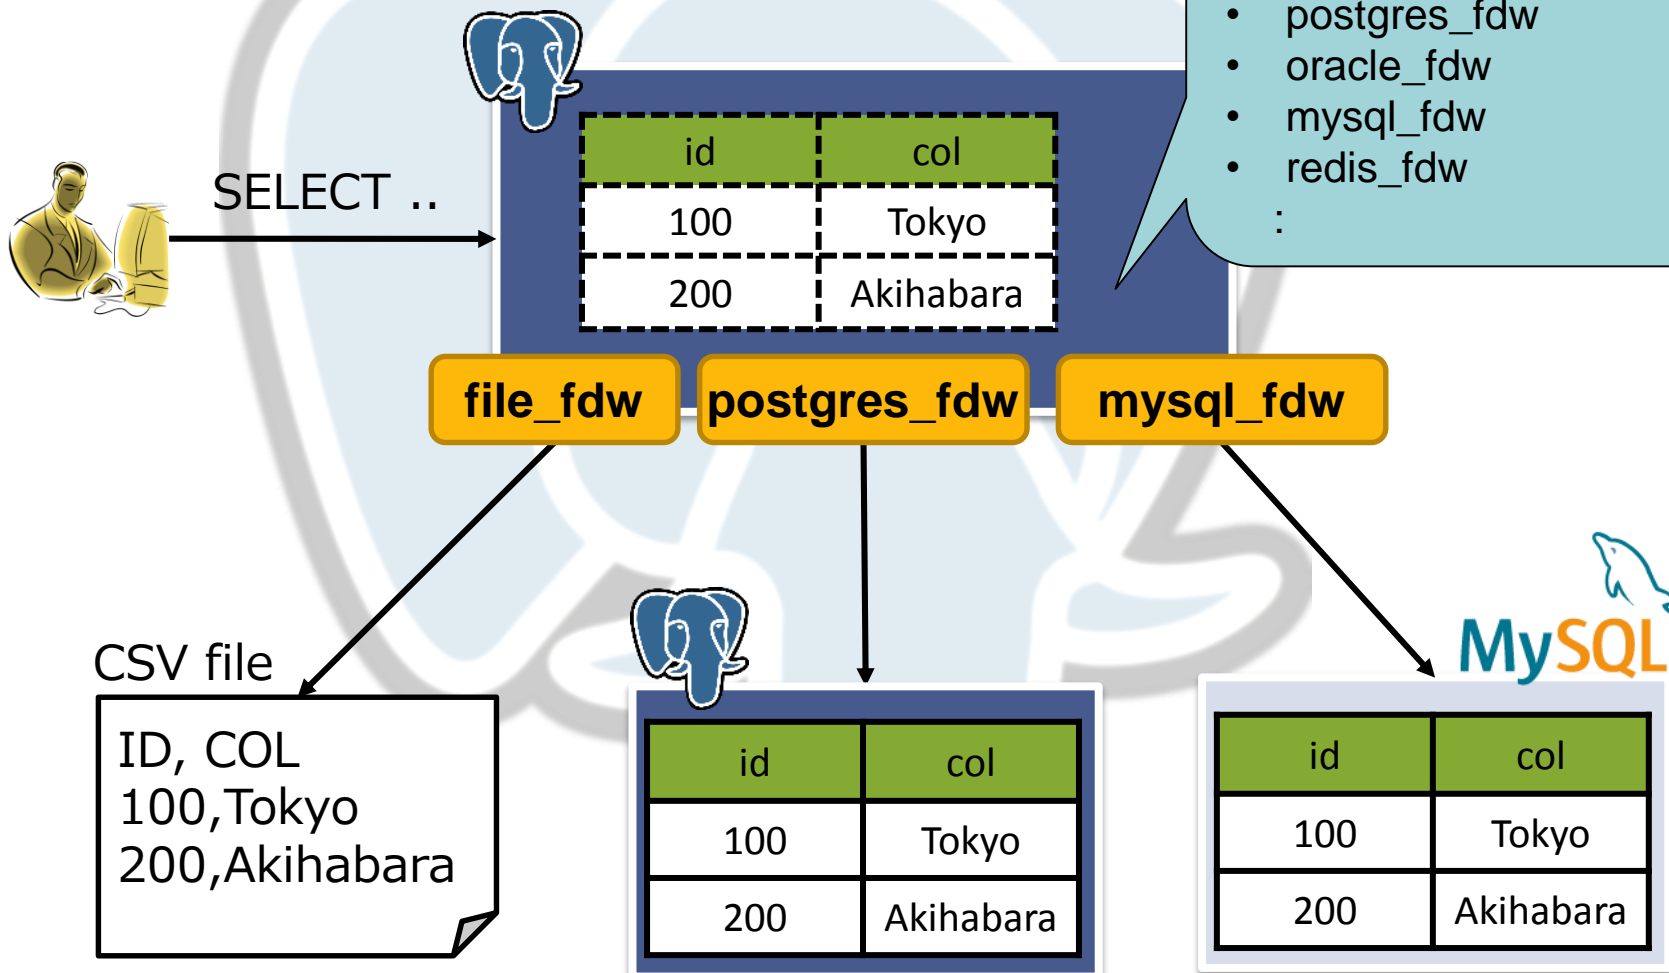 • postgres_fdw
• oracle_fdw
• mysql_fdw
• redis_fdw
:
SELECT ..
id col
100 Tokyo
200 Akihabara
file_fdw postgres_fdw mysql_fdw
CSV file
ID, COL
100,Tokyo
200,Akihabara
id col
100 Tokyo
200 Akihabara
MySQL
id col
100 Tokyo
200 Akihabara